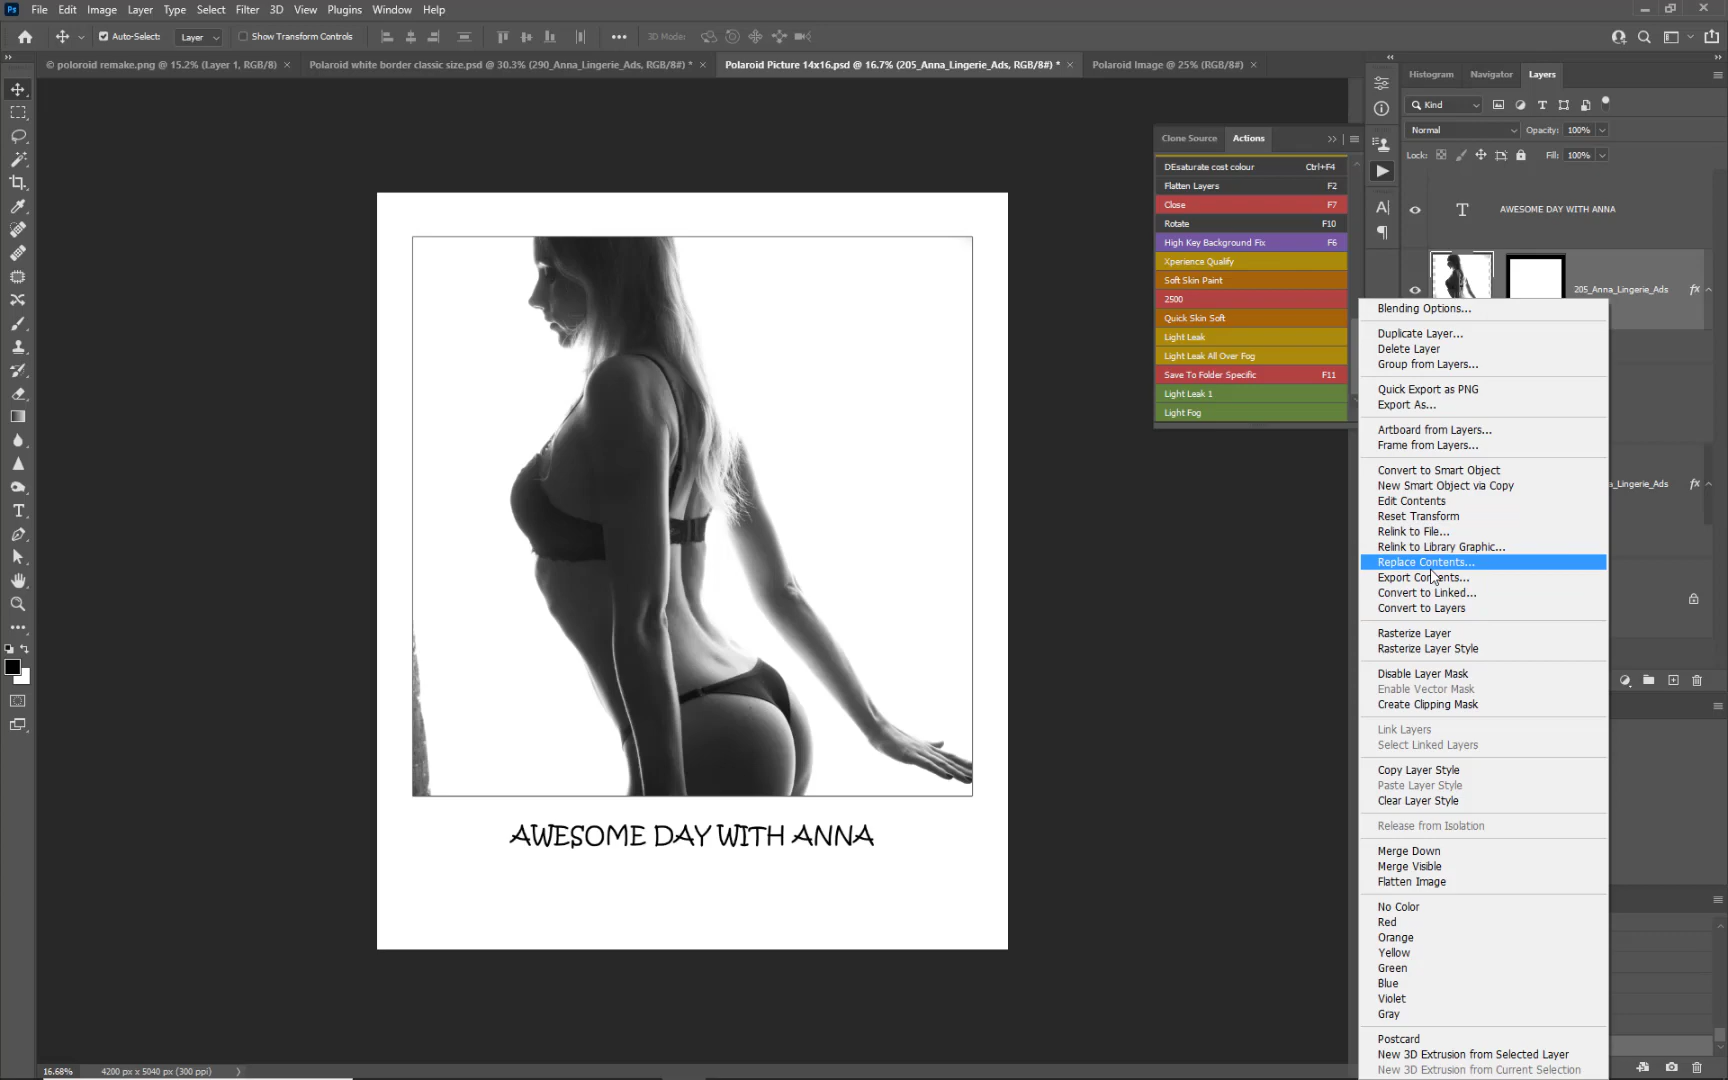 Ps File Edit Image Layer Type Select Filter 3D View Plugins Window Help
Auto-Select: Layer Show Transform Controls 3D Mode:
© poloroid remake.png @ 15.2% (Layer 1, RGB/8) Polaroid white border classic size.psd @ 30.3% (290_Anna_Lingerie_Ads, RGB/8#) * Polaroid Picture 14x16.psd @ 16.7% (205_Anna_Lingerie_Ads, RGB/8#) * Polaroid Image @ 25% (RGB/8#)
Histogram Navigator Layers
Kind
Normal Opacity: 100%
Lock: Fill: 100%
Clone Source Actions
DEsaturate cost colour Ctrl+F4
Flatten Layers F2
Close F7
Rotate F10
High Key Background Fix F6
Xperience Qualify
Soft Skin Paint
2500
Quick Skin Soft
Light Leak
Light Leak All Over Fog
Save To Folder Specific F11
Light Leak 1
Light Fog
AWESOME DAY WITH ANNA
205_Anna_Lingerie_Ads fx
_Lingerie_Ads fx
Blending Options...
Duplicate Layer...
Delete Layer
Group from Layers...
Quick Export as PNG
Export As...
Artboard from Layers...
Frame from Layers...
Convert to Smart Object
New Smart Object via Copy
Edit Contents
Reset Transform
Relink to File...
Relink to Library Graphic...
Replace Contents...
Export Contents...
Convert to Linked...
Convert to Layers
Rasterize Layer
Rasterize Layer Style
Disable Layer Mask
Enable Vector Mask
Create Clipping Mask
Link Layers
Select Linked Layers
Copy Layer Style
Paste Layer Style
Clear Layer Style
Release from Isolation
Merge Down
Merge Visible
Flatten Image
No Color
Red
Orange
Yellow
Green
Blue
Violet
Gray
Postcard
New 3D Extrusion from Selected Layer
New 3D Extrusion from Current Selection
AWESOME DAY WITH ANNA
16.68% 4200 px x 5040 px (300 ppi)